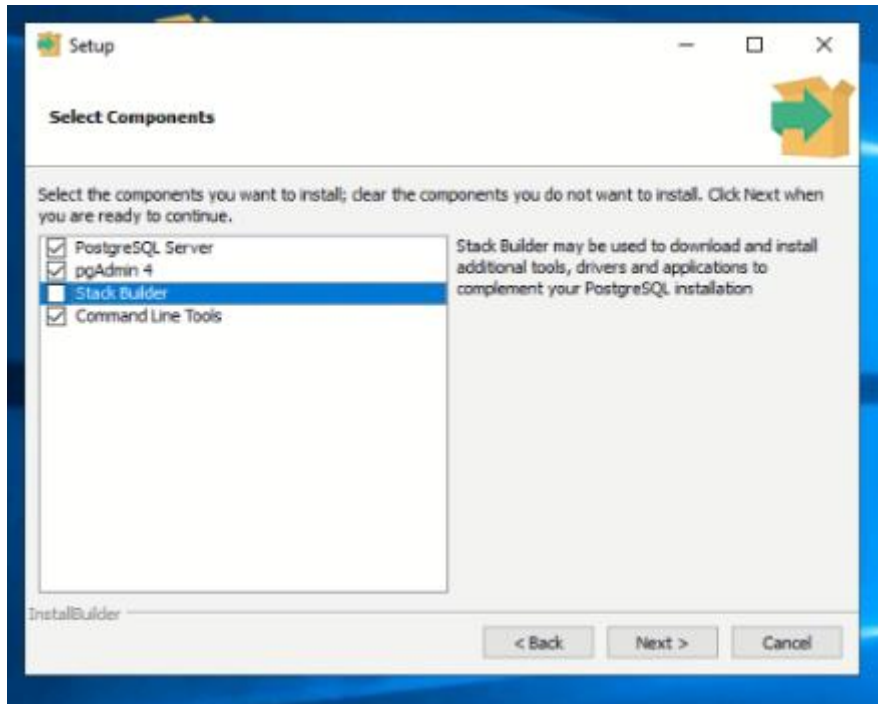 Setup
Select Components
Select the components you want to install; clear the components you do not want to install. Click Next when
you are ready to continue.
PostgreSQL Server
pgAdmin 4
Stack Builder
Command Line Tools
Stack Builder may be used to download and install
additional tools, drivers and applications to
complement your PostgreSQL installation
InstallBuilder
< Back
Next >
Cancel